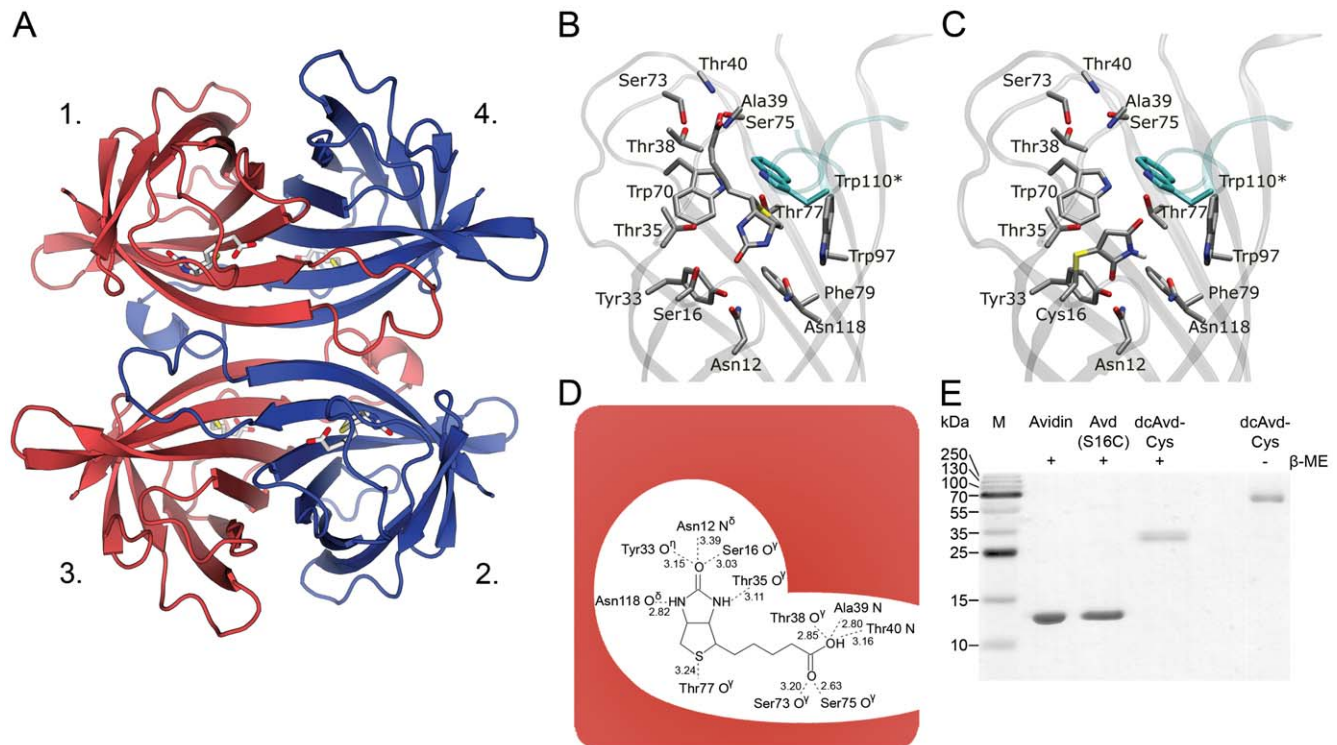 A
1.
4.
3.
2.
B
Thr40
Ser73
Ala39
Ser75
Thr38
Trp110*
Trp70
Thr77
Thr35
Trp97
Tyr33
Phe79
Ser16
Asn118
Asn12
C
Thr40
Ser73
Ala39
Ser75
Thr38
Trp110*
Trp70
Thr77
Thr35
Trp97
Tyr33
Phe79
Cys16
Asn118
Asn12
D
Asn12 Nδ
3.39
Tyr33 Oη
Ser16 Oγ
3.15
3.03
O
Thr35 Oγ
3.11
Asn118 Oδ
HN
NH
2.82
Ala39 N
Thr38 Oγ
2.80
Thr40 N
2.85
3.16
OH
S
O
3.24
3.20
2.63
Thr77 Oγ
Ser73 Oγ
Ser75 Oγ
E
kDa
M
Avidin
Avd (S16C)
dcAvd-Cys
dcAvd-Cys
+
+
+
-
β-ME
250
130
100
70
55
35
25
15
10